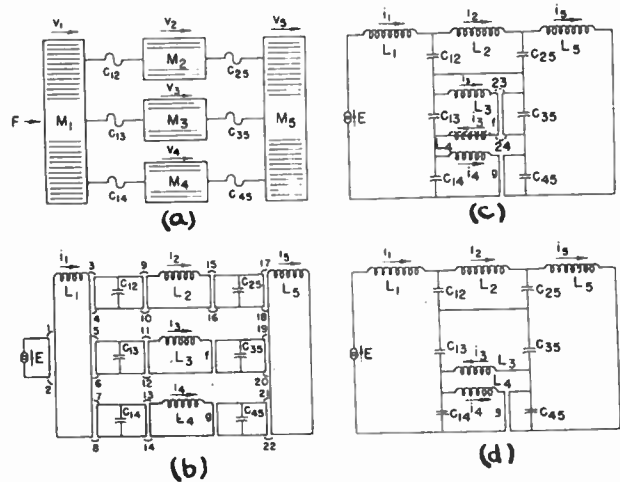 V1 V2 V5
M2
C12 C25
V3
F M1 M3 M5
C13 C35
V4
M4
C14 C45
(a)
i1 i2 i5
L1 L2 L5
C12 C25
i3 23
L3
E C13 i3 f C35
L4 24
i4
C14 g C45
(c)
i1 3 9 i2 15 17 i5
L1 C12 L2 C25 L5
4 10 16 18
5 11 i3 19
1 C13 L3 f C35
E
2 6 12 20
7 13 i4 21
C14 L4 g C45
8 14 22
(b)
i1 i2 i5
L1 L2 L5
C12 C25
E C13 i3 L3 C35
L4
C14 i4 g C45
(d)